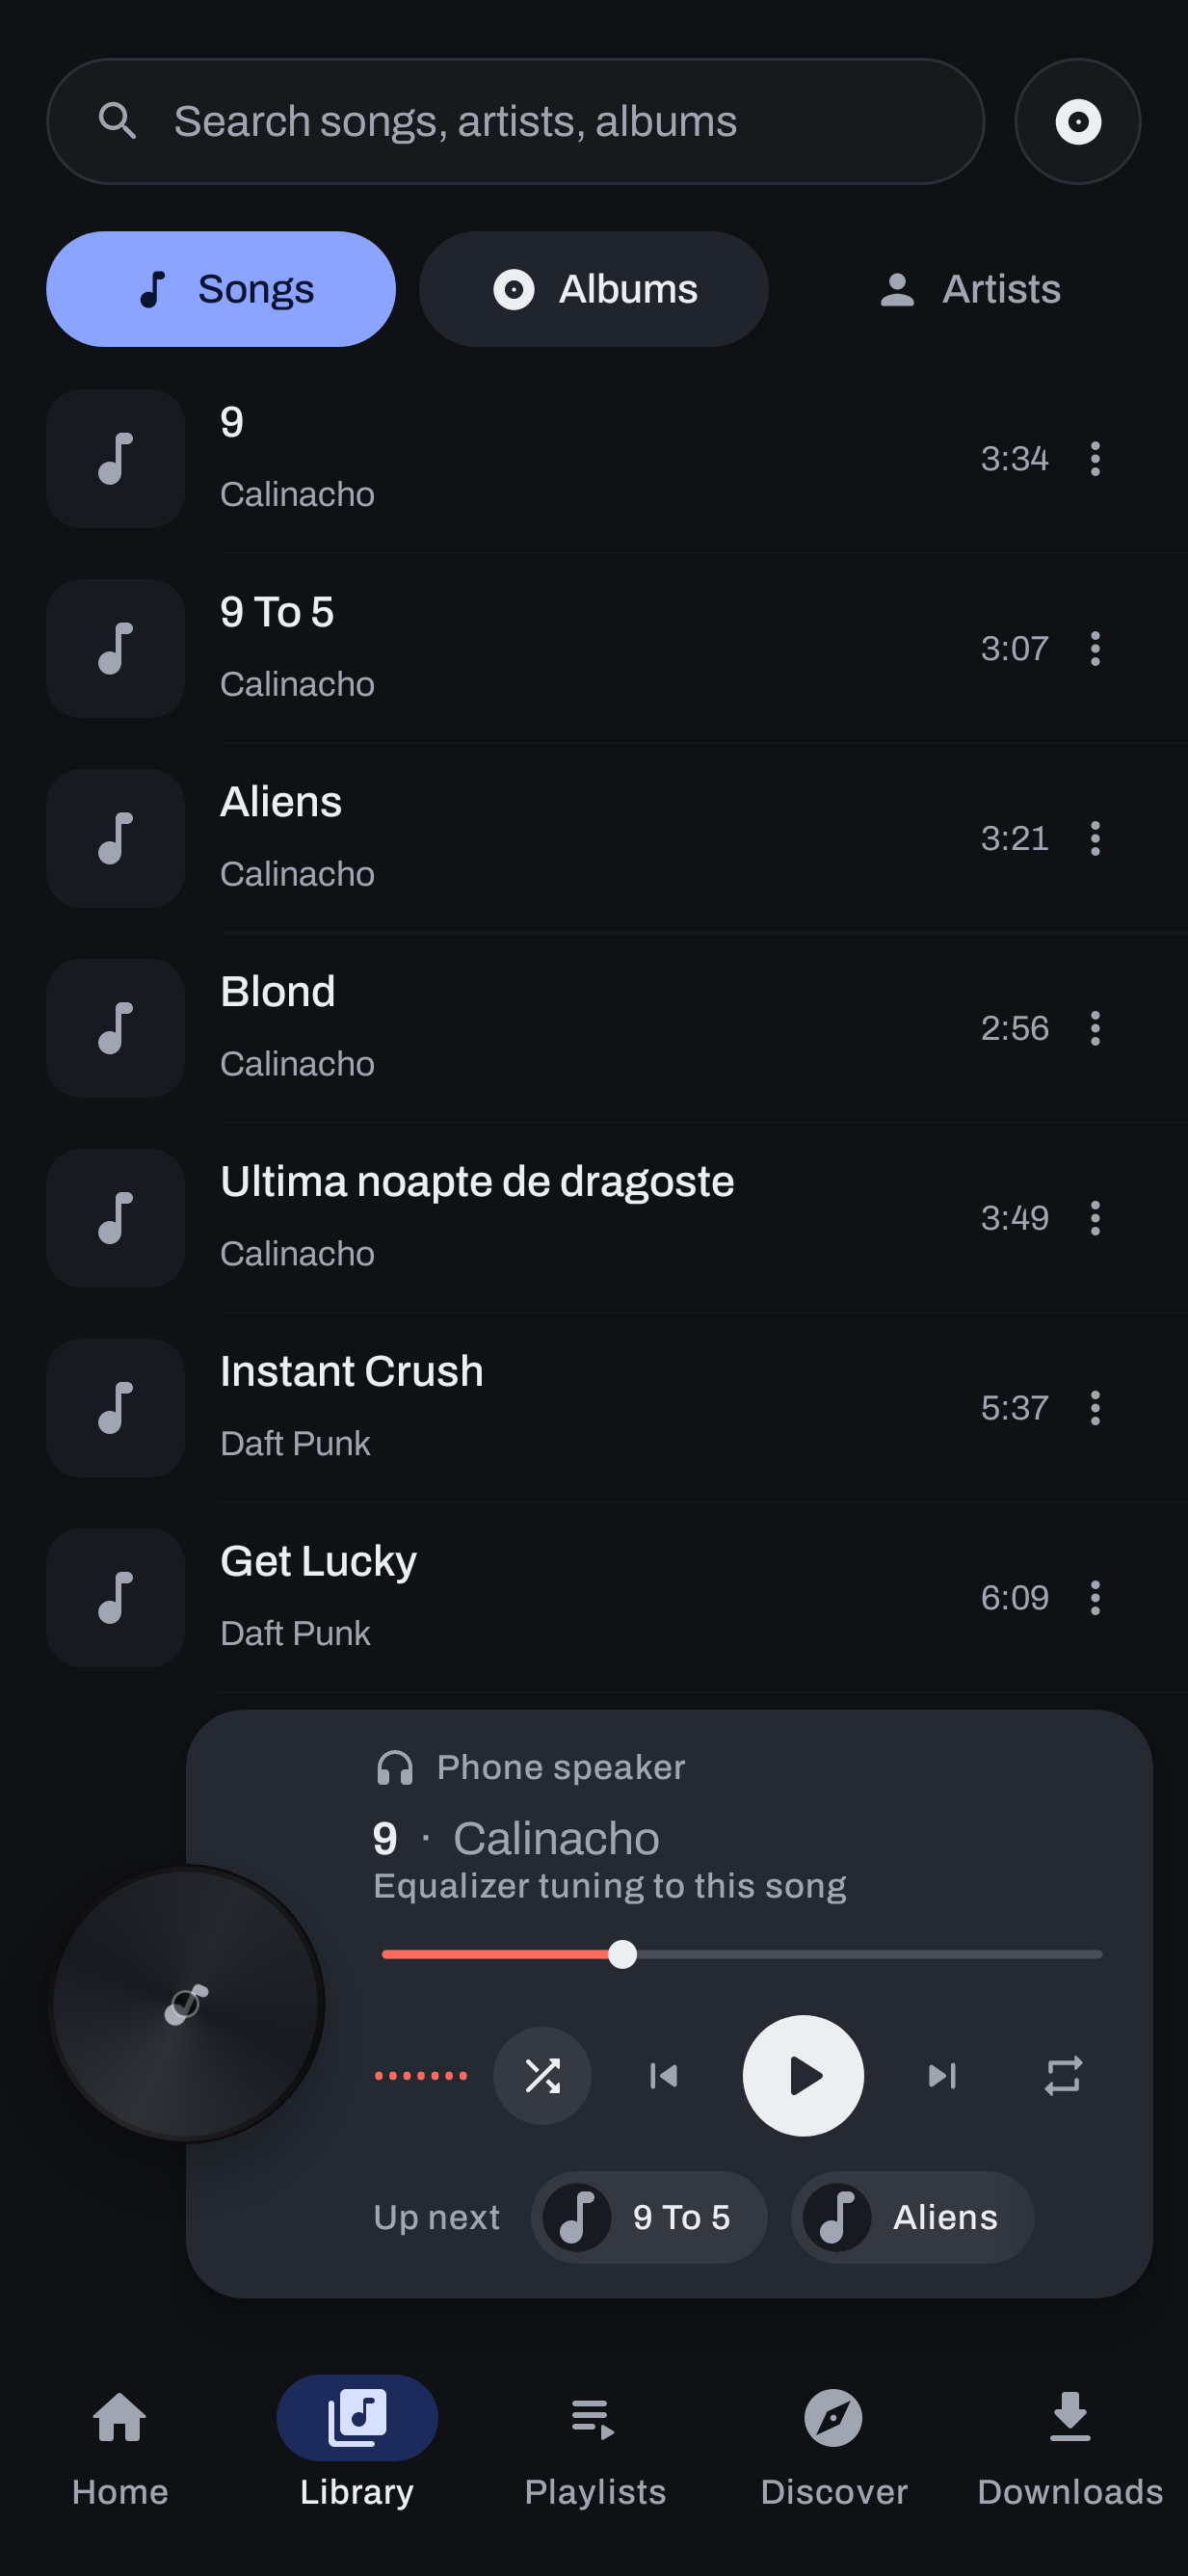 Search songs, artists, albums
Songs
Albums
Artists
9
Calinacho
3:34
9 To 5
Calinacho
3:07
Aliens
Calinacho
3:21
Blond
Calinacho
2:56
Ultima noapte de dragoste
Calinacho
3:49
Instant Crush
Daft Punk
5:37
Get Lucky
Daft Punk
6:09
Phone speaker
9 · Calinacho
Equalizer tuning to this song
Up next
9 To 5
Aliens
Home
Library
Playlists
Discover
Downloads